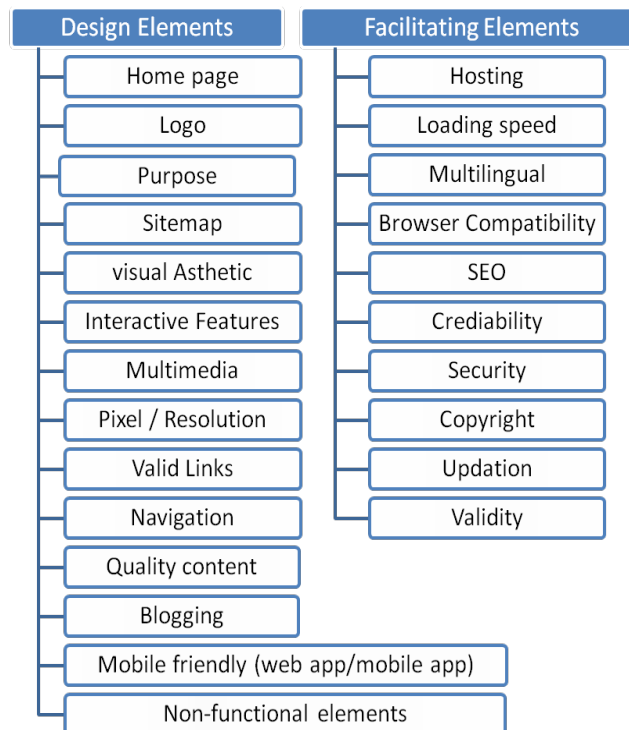 Design Elements
Home page
Logo
Purpose
Sitemap
visual Asthetic
Interactive Features
Multimedia
Pixel / Resolution
Valid Links
Navigation
Quality content
Blogging
Mobile friendly (web app/mobile app)
Non-functional elements
Facilitating Elements
Hosting
Loading speed
Multilingual
Browser Compatibility
SEO
Crediability
Security
Copyright
Updation
Validity